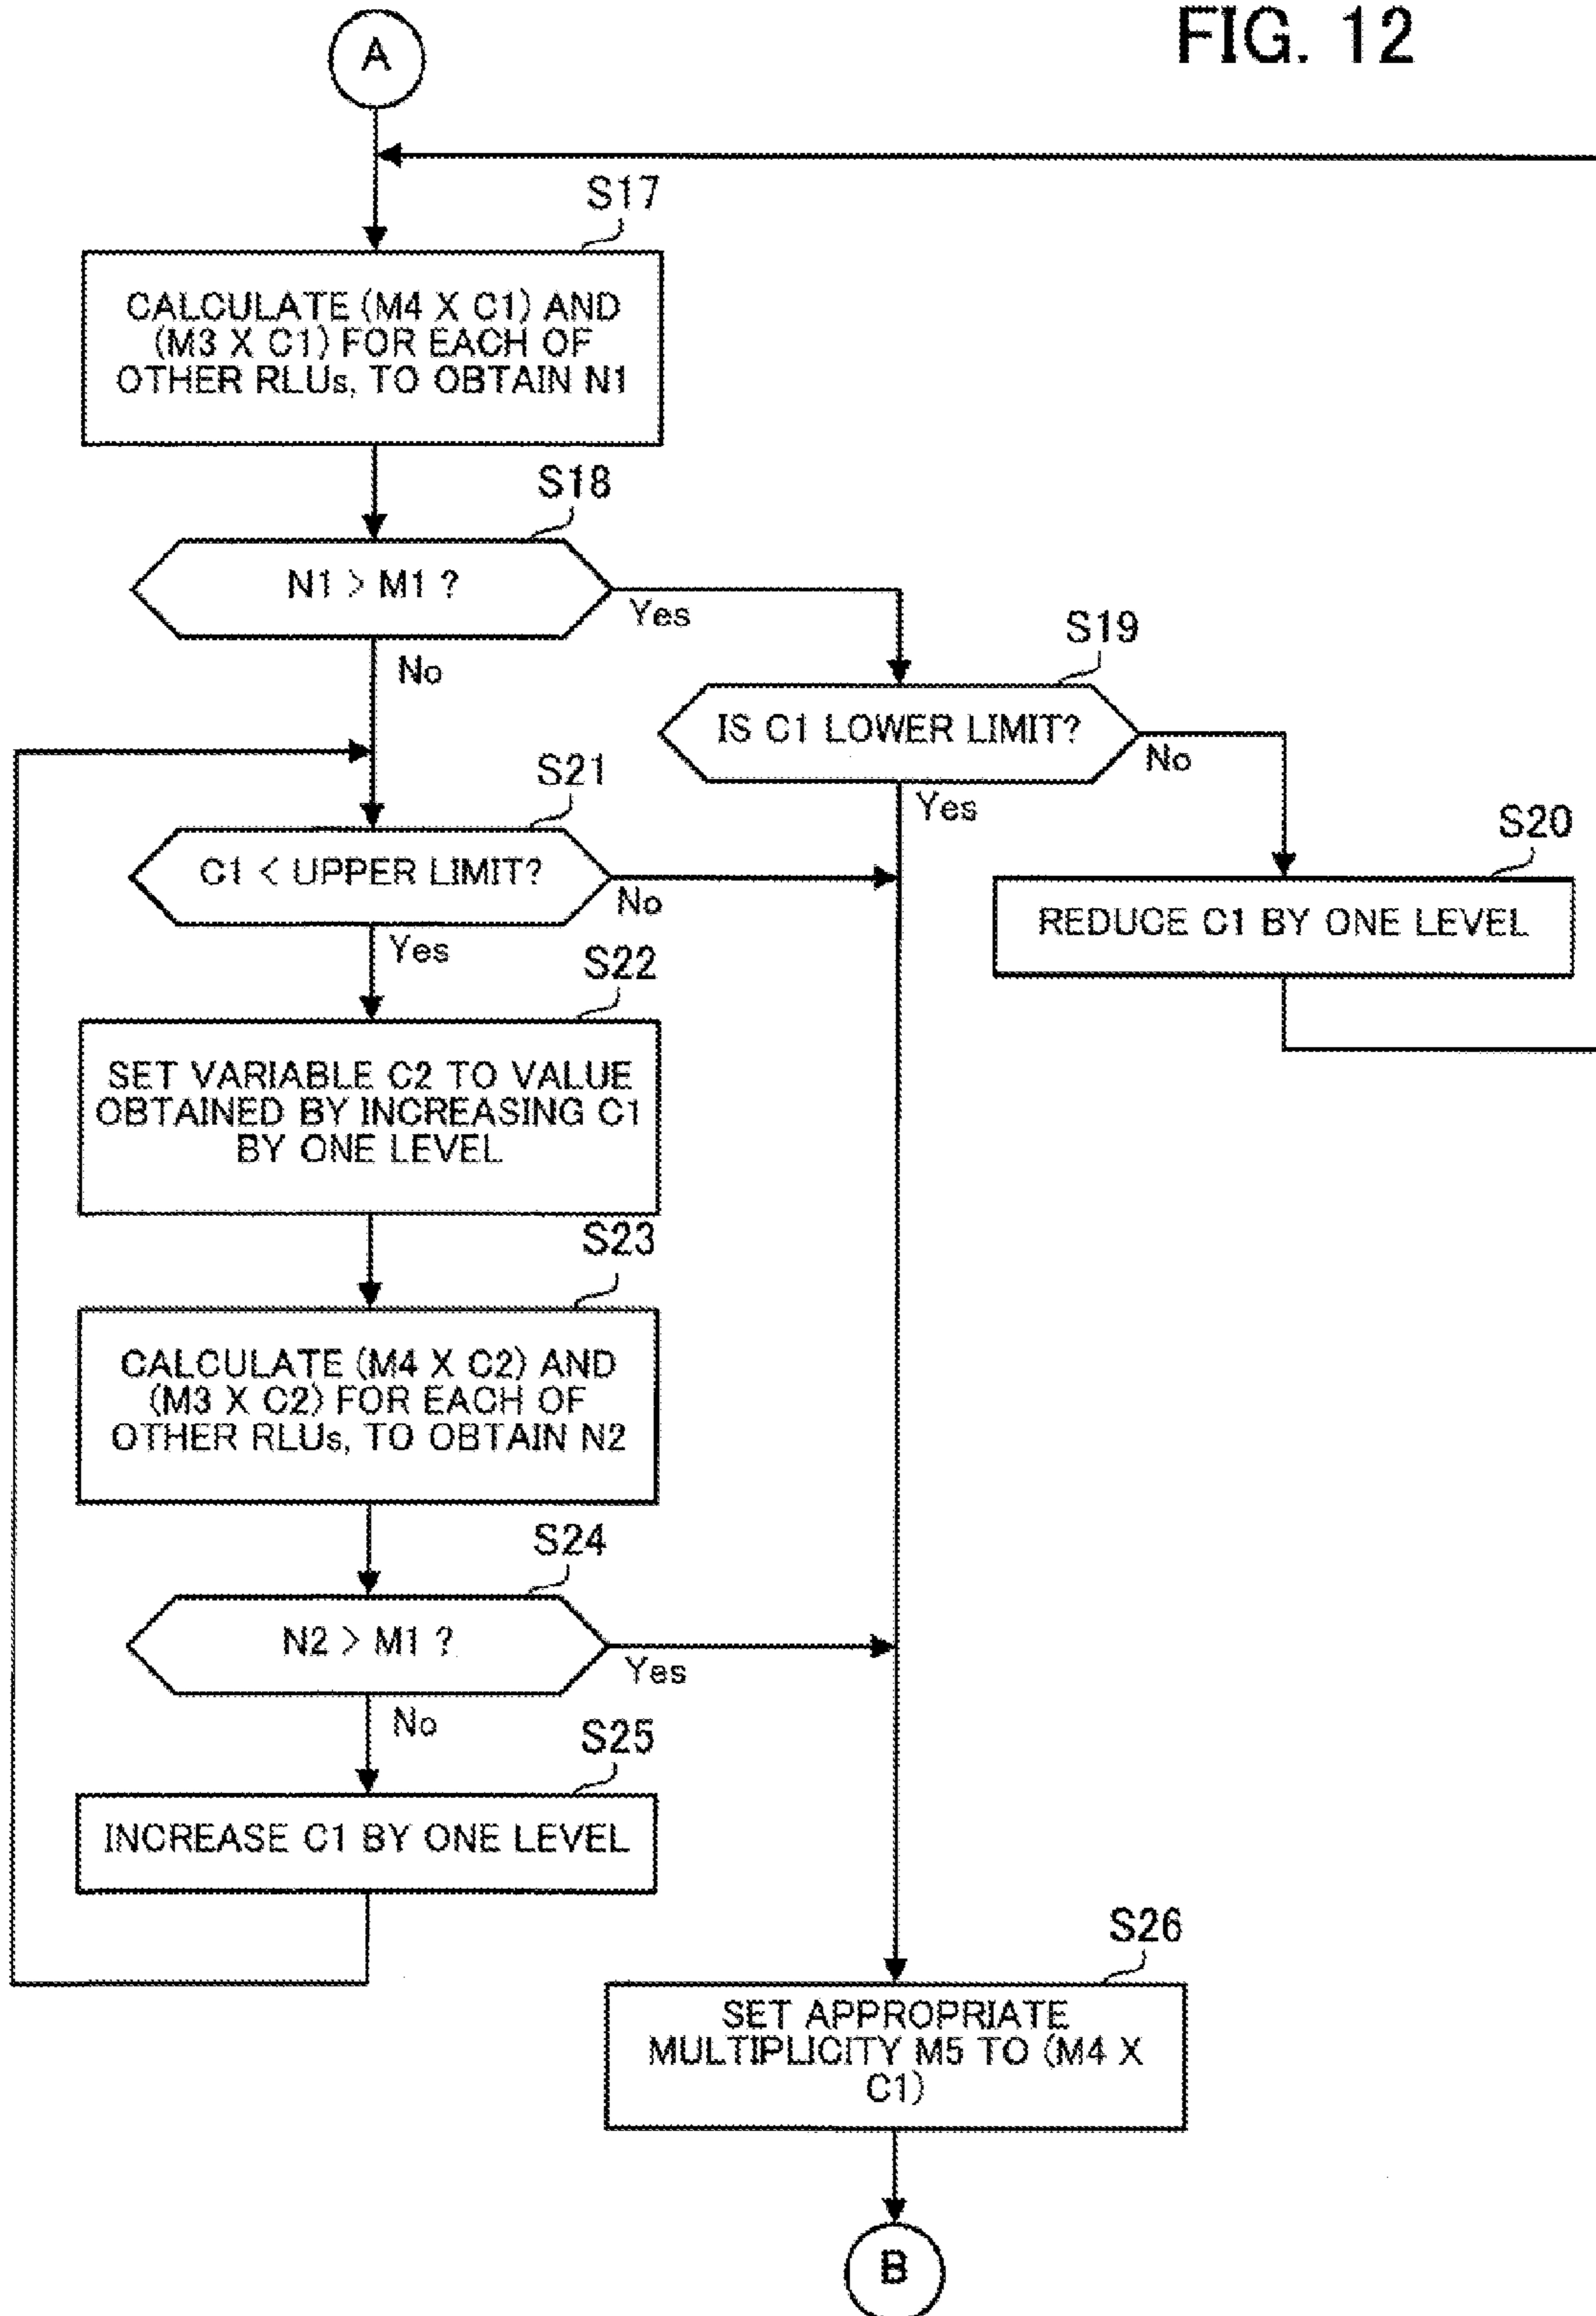 FIG. 12
A
S17
CALCULATE (M4 X C1) AND
(M3 X C1) FOR EACH OF
OTHER RLUs, TO OBTAIN N1
S18
N1 > M1 ?
Yes
No
S19
IS C1 LOWER LIMIT?
No
Yes
S20
REDUCE C1 BY ONE LEVEL
S21
C1 < UPPER LIMIT?
No
Yes
S22
SET VARIABLE C2 TO VALUE
OBTAINED BY INCREASING C1
BY ONE LEVEL
S23
CALCULATE (M4 X C2) AND
(M3 X C2) FOR EACH OF
OTHER RLUs, TO OBTAIN N2
S24
N2 > M1 ?
Yes
No
S25
INCREASE C1 BY ONE LEVEL
S26
SET APPROPRIATE
MULTIPLICITY M5 TO (M4 X
C1)
B